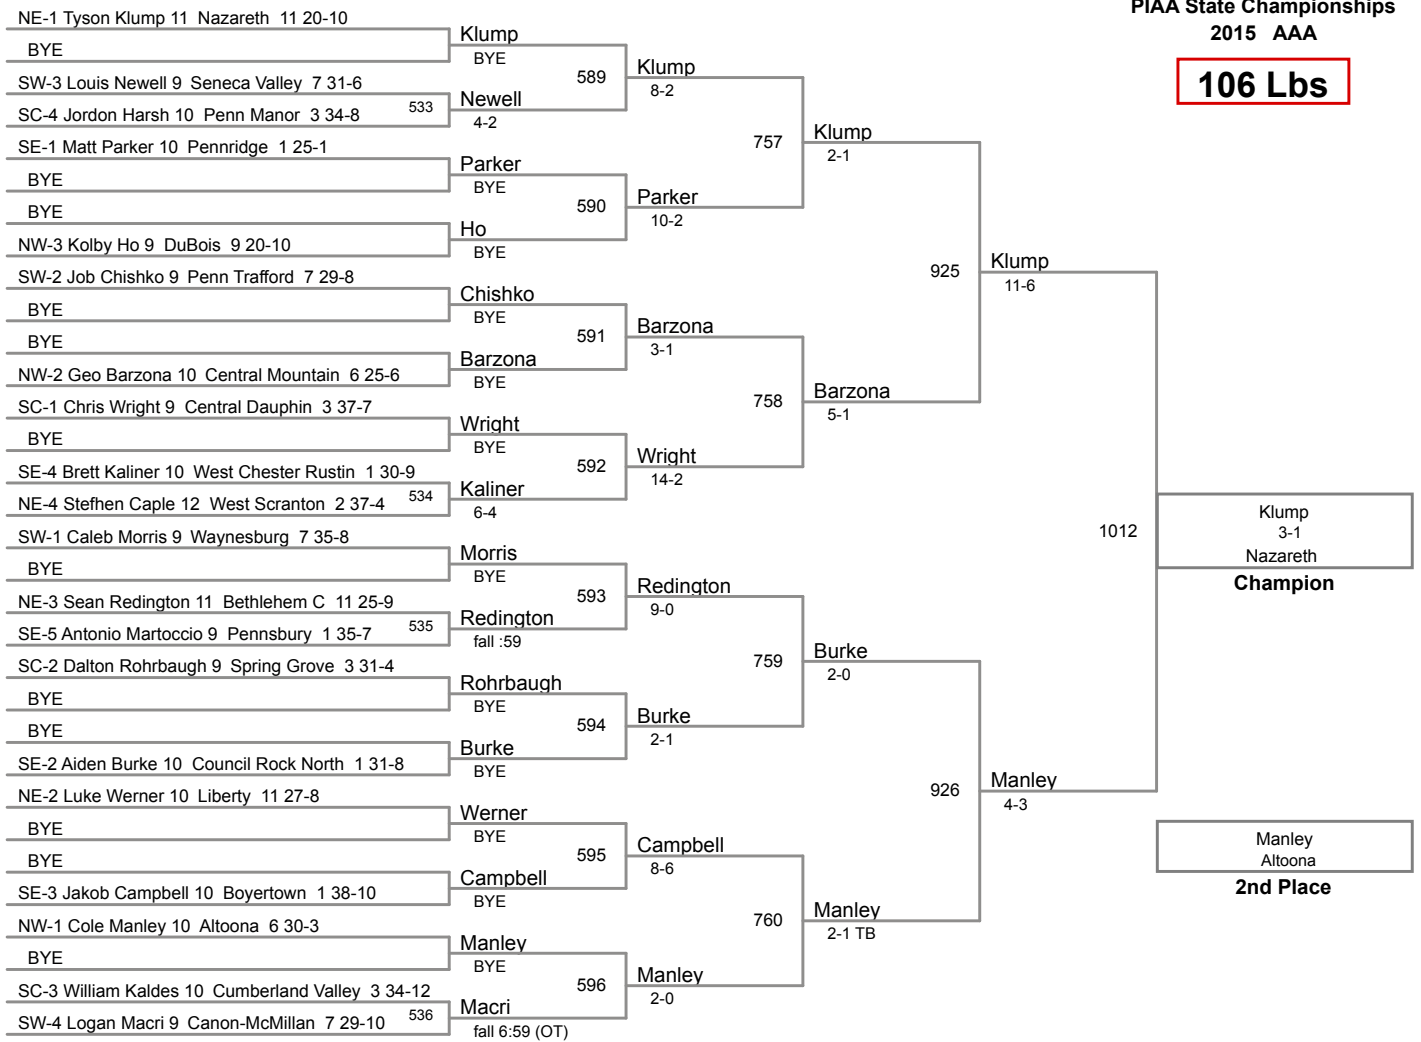 PIAA State Championships
2015 AAA
106 Lbs
NE-1 Tyson Klump 11 Nazareth 11 20-10
BYE
SW-3 Louis Newell 9 Seneca Valley 7 31-6
SC-4 Jordon Harsh 10 Penn Manor 3 34-8
533
SE-1 Matt Parker 10 Pennridge 1 25-1
BYE
BYE
NW-3 Kolby Ho 9 DuBois 9 20-10
SW-2 Job Chishko 9 Penn Trafford 7 29-8
BYE
BYE
NW-2 Geo Barzona 10 Central Mountain 6 25-6
SC-1 Chris Wright 9 Central Dauphin 3 37-7
BYE
SE-4 Brett Kaliner 10 West Chester Rustin 1 30-9
NE-4 Stefhen Caple 12 West Scranton 2 37-4
534
SW-1 Caleb Morris 9 Waynesburg 7 35-8
BYE
NE-3 Sean Redington 11 Bethlehem C 11 25-9
SE-5 Antonio Martoccio 9 Pennsbury 1 35-7
535
SC-2 Dalton Rohrbaugh 9 Spring Grove 3 31-4
BYE
BYE
SE-2 Aiden Burke 10 Council Rock North 1 31-8
NE-2 Luke Werner 10 Liberty 11 27-8
BYE
BYE
SE-3 Jakob Campbell 10 Boyertown 1 38-10
NW-1 Cole Manley 10 Altoona 6 30-3
BYE
SC-3 William Kaldes 10 Cumberland Valley 3 34-12
SW-4 Logan Macri 9 Canon-McMillan 7 29-10
536
Klump
BYE
589
Newell
4-2
Parker
BYE
590
Ho
BYE
Chishko
BYE
591
Barzona
BYE
Wright
BYE
592
Kaliner
6-4
Morris
BYE
593
Redington
fall :59
Rohrbaugh
BYE
594
Burke
BYE
Werner
BYE
595
Campbell
BYE
Manley
BYE
596
Macri
fall 6:59 (OT)
Klump
8-2
757
Parker
10-2
Barzona
3-1
758
Wright
14-2
Redington
9-0
759
Burke
2-1
Campbell
8-6
760
Manley
2-0
Klump
2-1
925
Barzona
5-1
Burke
2-0
926
Manley
2-1 TB
Klump
11-6
1012
Manley
4-3
Klump
3-1
Nazareth
Champion
Manley
Altoona
2nd Place